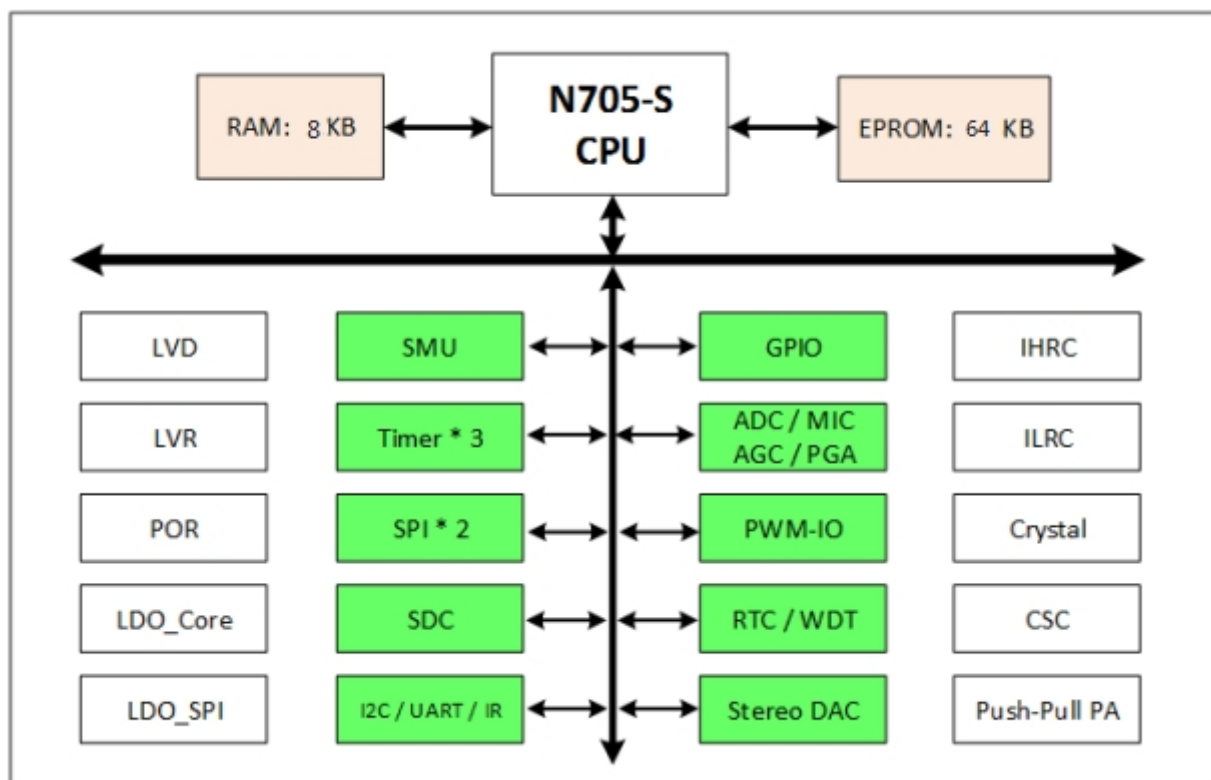 N705-S
CPU
RAM: 8 KB
EPROM: 64 KB
LVD
SMU
GPIO
IHRC
LVR
Timer * 3
ADC / MIC
AGC / PGA
ILRC
POR
SPI * 2
PWM-IO
Crystal
LDO_Core
SDC
RTC / WDT
CSC
LDO_SPI
I2C / UART / IR
Stereo DAC
Push-Pull PA